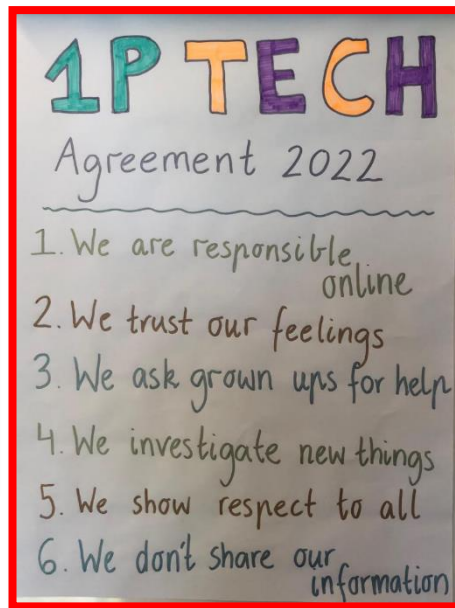 1P TECH
Agreement 2022
1. We are responsible
online
2. We trust our feelings
3. We ask grown ups for help
4. We investigate new things
5. We show respect to all
6. We don't share our
information